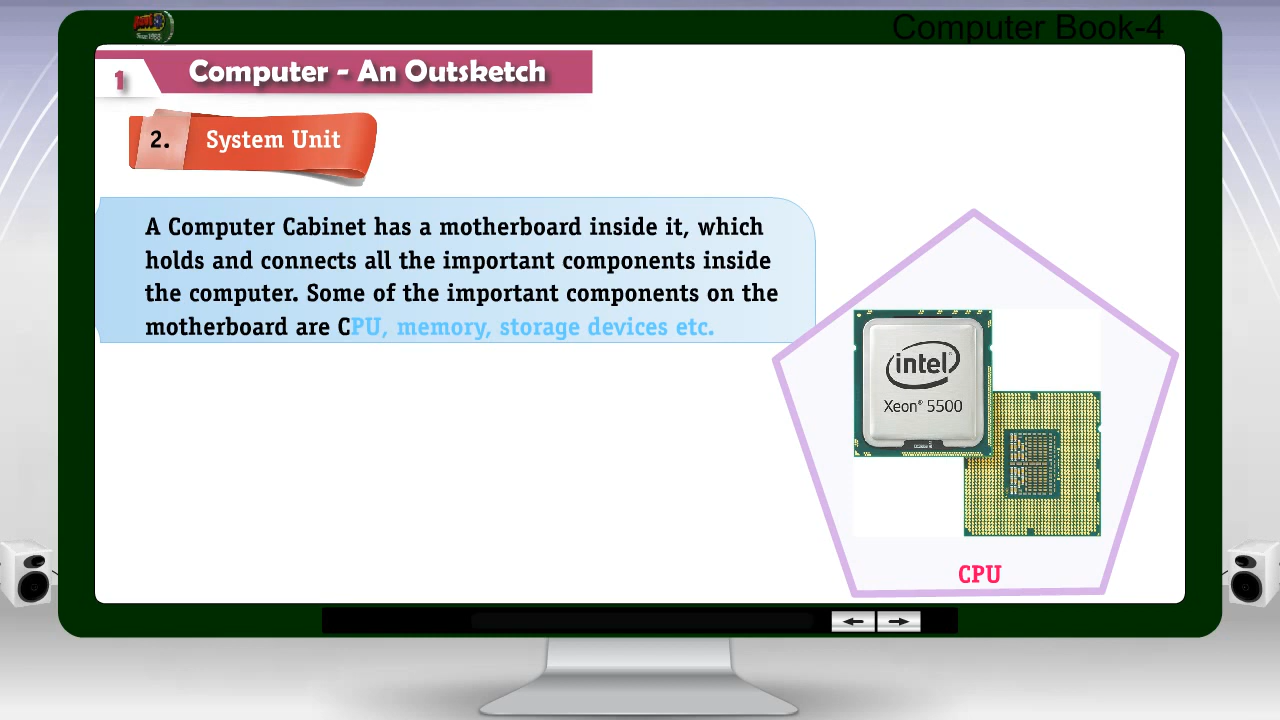 Computer Book-4
1 Computer - An Outsketch
2. System Unit
A Computer Cabinet has a motherboard inside it, which
holds and connects all the important components inside
the computer. Some of the important components on the
motherboard are CPU, memory, storage devices etc.
intel
Xeon® 5500
CPU